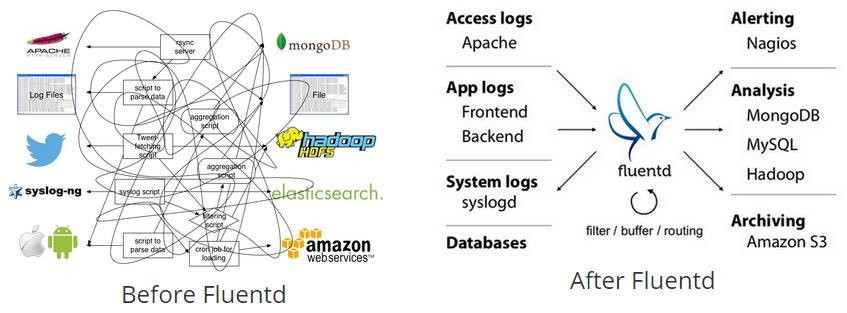 APACHE
HTTP SERVER
Log Files
syslog-ng
rsync
server
script to
parse data
aggregation
script
Tweet-
fetching
script
aggregation
script
syslog script
filtering
script
script to
parse data
cron job for
loading
mongoDB
File
hadoop
HDFS
elasticsearch.
amazon
webservices™
Before Fluentd
Access logs
Apache
App logs
Frontend
Backend
System logs
syslogd
Databases
fluentd
filter / buffer / routing
Alerting
Nagios
Analysis
MongoDB
MySQL
Hadoop
Archiving
Amazon S3
After Fluentd